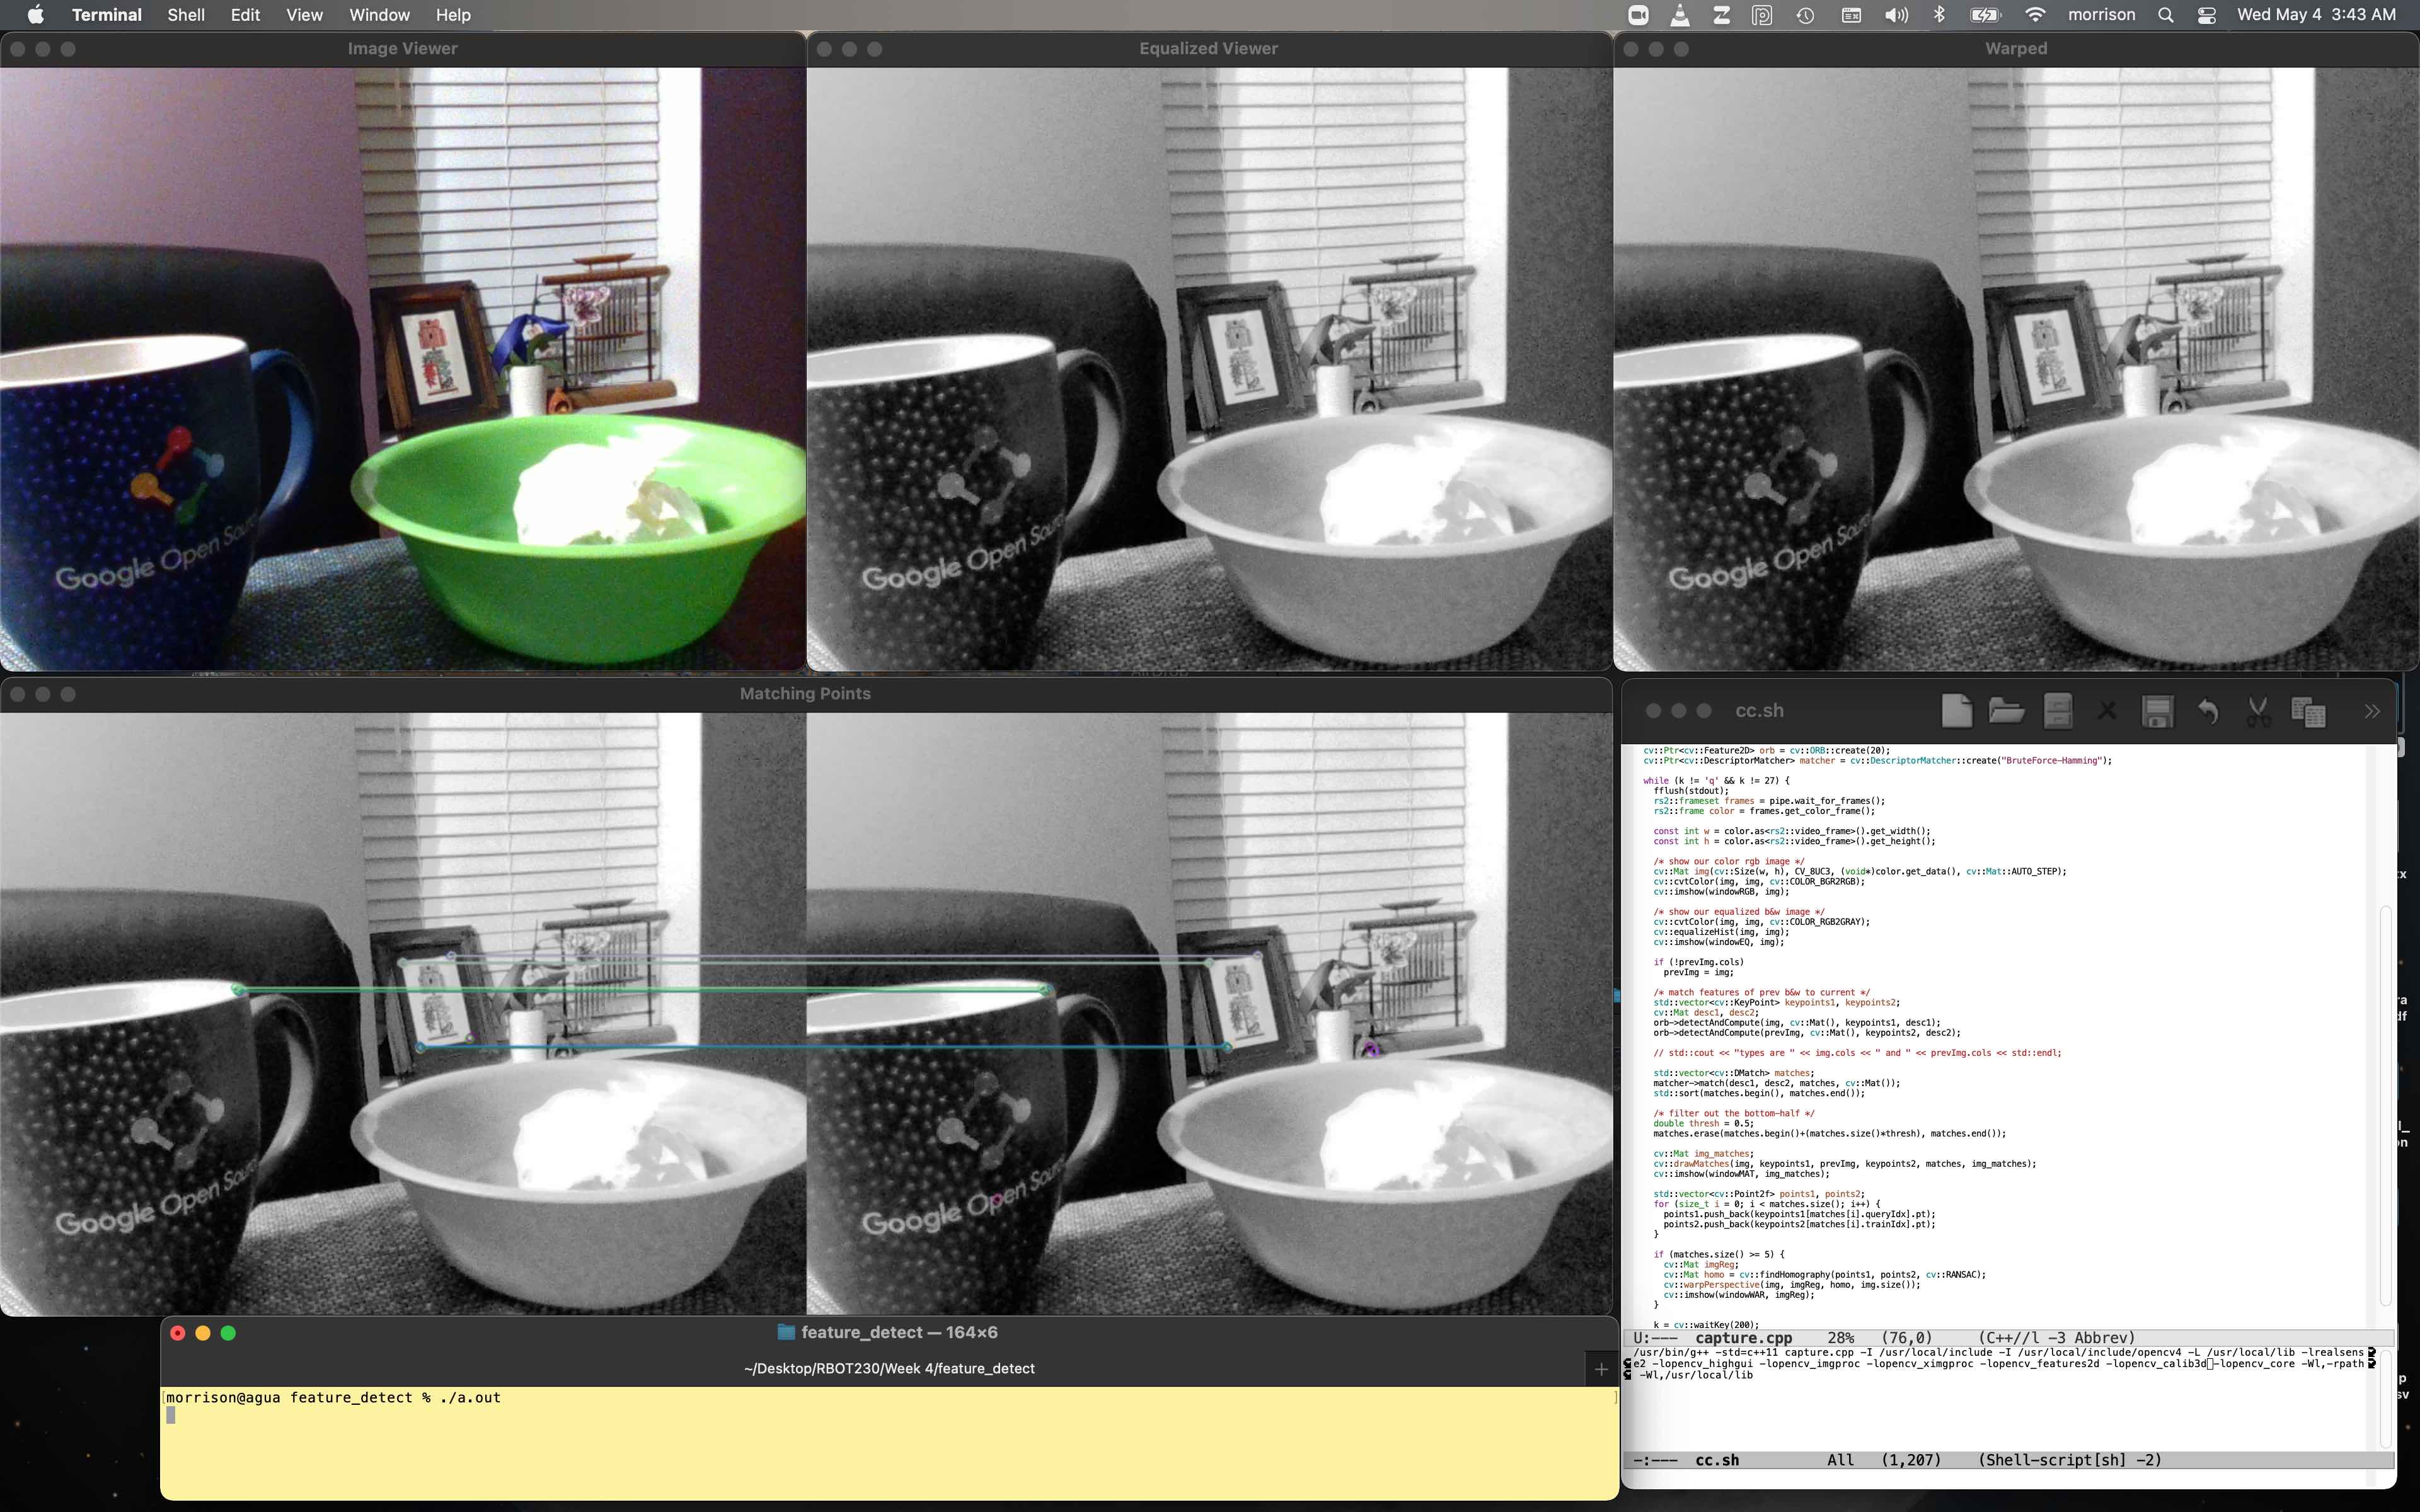 Terminal Shell Edit View Window Help morrison Wed May 4 3:43 AM
Image Viewer
Equalized Viewer
Warped
Google Open Sour
Google Open Sou
Google Open Sou
Matching Points
Google Open Sour
Google Open Sou
cc.sh
cv::Ptr<cv::Feature2D> orb = cv::ORB::create(20);
cv::Ptr<cv::DescriptorMatcher> matcher = cv::DescriptorMatcher::create("BruteForce-Hamming");
while (k != 'q' && k != 27) {
fflush(stdout);
rs2::frameset frames = pipe.wait_for_frames();
rs2::frame color = frames.get_color_frame();
const int w = color.as<rs2::video_frame>().get_width();
const int h = color.as<rs2::video_frame>().get_height();
/* show our color rgb image */
cv::Mat img(cv::Size(w, h), CV_8UC3, (void*)color.get_data(), cv::Mat::AUTO_STEP);
cv::cvtColor(img, img, cv::COLOR_BGR2RGB);
cv::imshow(windowRGB, img);
/* show our equalized b&w image */
cv::cvtColor(img, img, cv::COLOR_RGB2GRAY);
cv::equalizeHist(img, img);
cv::imshow(windowEQ, img);
if (!prevImg.cols)
prevImg = img;
/* match features of prev b&w to current */
std::vector<cv::KeyPoint> keypoints1, keypoints2;
cv::Mat desc1, desc2;
orb->detectAndCompute(img, cv::Mat(), keypoints1, desc1);
orb->detectAndCompute(prevImg, cv::Mat(), keypoints2, desc2);
// std::cout << "types are " << img.cols << " and " << prevImg.cols << std::endl;
std::vector<cv::DMatch> matches;
matcher->match(desc1, desc2, matches, cv::Mat());
std::sort(matches.begin(), matches.end());
/* filter out the bottom-half */
double thresh = 0.5;
matches.erase(matches.begin()+(matches.size()*thresh), matches.end());
cv::Mat img_matches;
cv::drawMatches(img, keypoints1, prevImg, keypoints2, matches, img_matches);
cv::imshow(windowMAT, img_matches);
std::vector<cv::Point2f> points1, points2;
for (size_t i = 0; i < matches.size(); i++) {
points1.push_back(keypoints1[matches[i].queryIdx].pt);
points2.push_back(keypoints2[matches[i].trainIdx].pt);
}
if (matches.size() >= 5) {
cv::Mat imgReg;
cv::Mat homo = cv::findHomography(points1, points2, cv::RANSAC);
cv::warpPerspective(img, imgReg, homo, img.size());
cv::imshow(windowWAR, imgReg);
}
k = cv::waitKey(200);
U:--- capture.cpp 28% (76,0) (C++//l -3 Abbrev)
/usr/bin/g++ -std=c++11 capture.cpp -I /usr/local/include -I /usr/local/include/opencv4 -L /usr/local/lib -lrealsens
e2 -lopencv_highgui -lopencv_imgproc -lopencv_ximgproc -lopencv_features2d -lopencv_calib3d -lopencv_core -Wl,-rpath
-Wl,/usr/local/lib
-:--- cc.sh All (1,207) (Shell-script[sh] -2)
feature_detect — 164×6
~/Desktop/RBOT230/Week 4/feature_detect
morrison@agua feature_detect % ./a.out